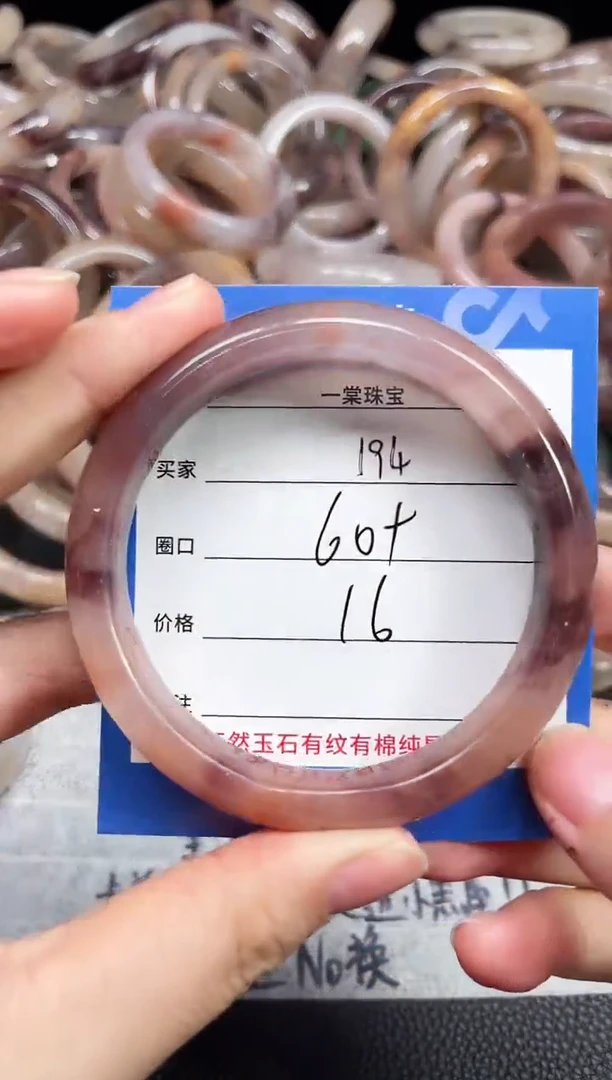 一棠珠宝
买家 194
圈口 60+
价格 16
注
然玉石有纹有棉纯
No换